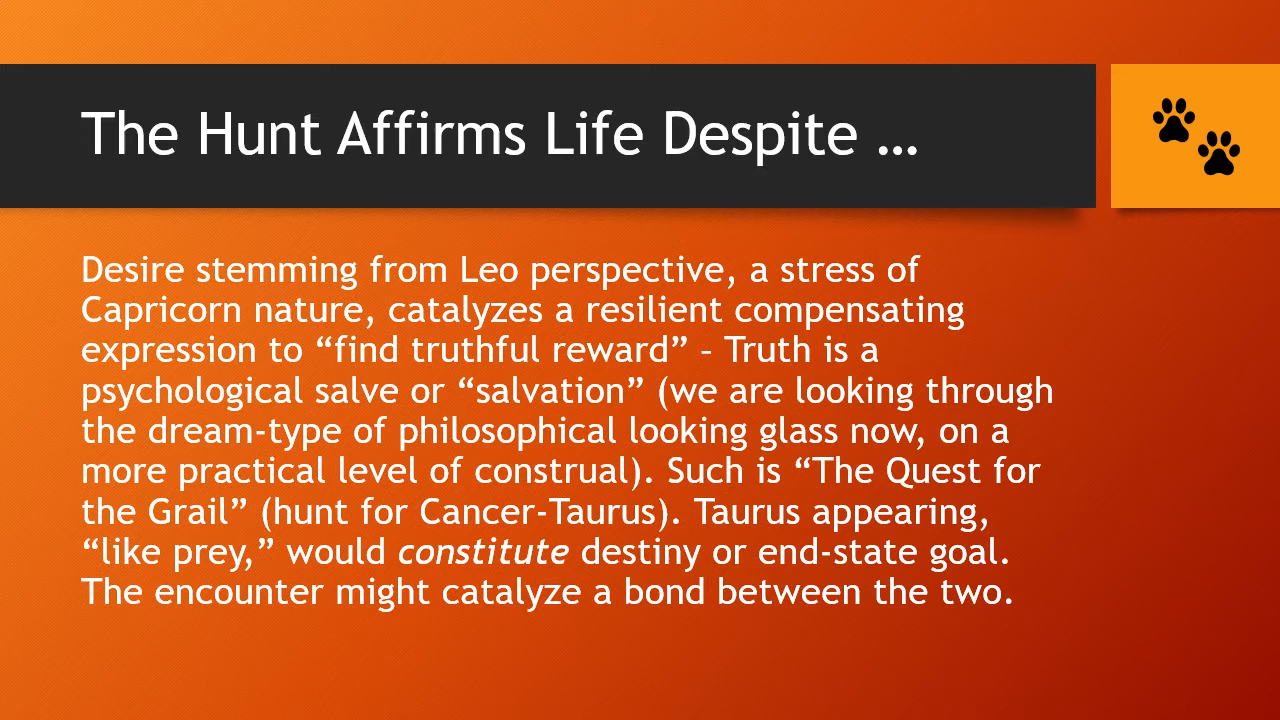 The Hunt Affirms Life Despite …
Desire stemming from Leo perspective, a stress of
Capricorn nature, catalyzes a resilient compensating
expression to “find truthful reward” – Truth is a
psychological salve or “salvation” (we are looking through
the dream-type of philosophical looking glass now, on a
more practical level of construal). Such is “The Quest for
the Grail” (hunt for Cancer-Taurus). Taurus appearing,
“like prey,” would constitute destiny or end-state goal.
The encounter might catalyze a bond between the two.